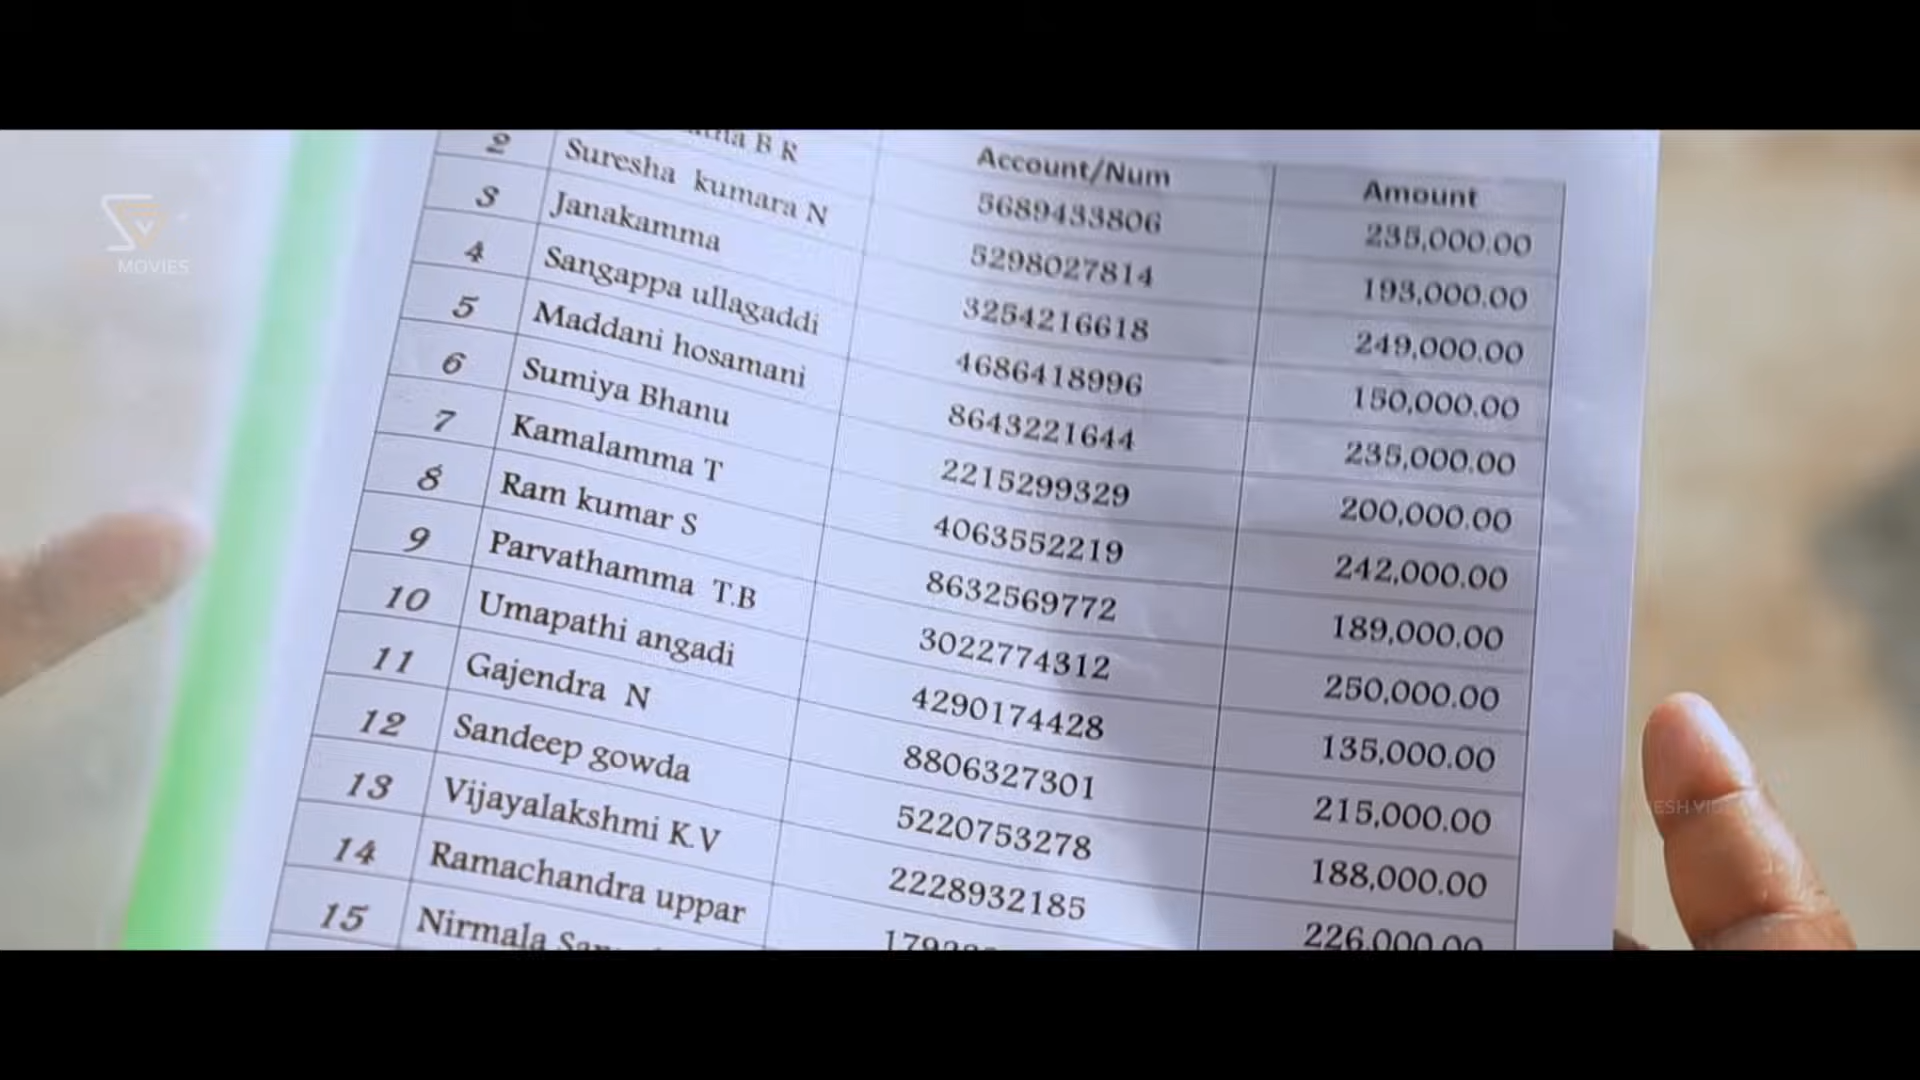 Account/Num Amount
B K 5689433806 235,000.00
2 Suresha kumara N 5298027814 193,000.00
3 Janakamma 3254216618 249,000.00
4 Sangappa ullagaddi 4686418996 150,000.00
5 Maddani hosamani 8643221644 235,000.00
6 Sumiya Bhanu 2215299329 200,000.00
7 Kamalamma T 4063552219 242,000.00
8 Ram kumar S 8632569772 189,000.00
9 Parvathamma T.B 3022774312 250,000.00
10 Umapathi angadi 4290174428 135,000.00
11 Gajendra N 8806327301 215,000.00
12 Sandeep gowda 5220753278 188,000.00
13 Vijayalakshmi K.V 2228932185 226,000.00
14 Ramachandra uppar
15 Nirmala
MOVIES